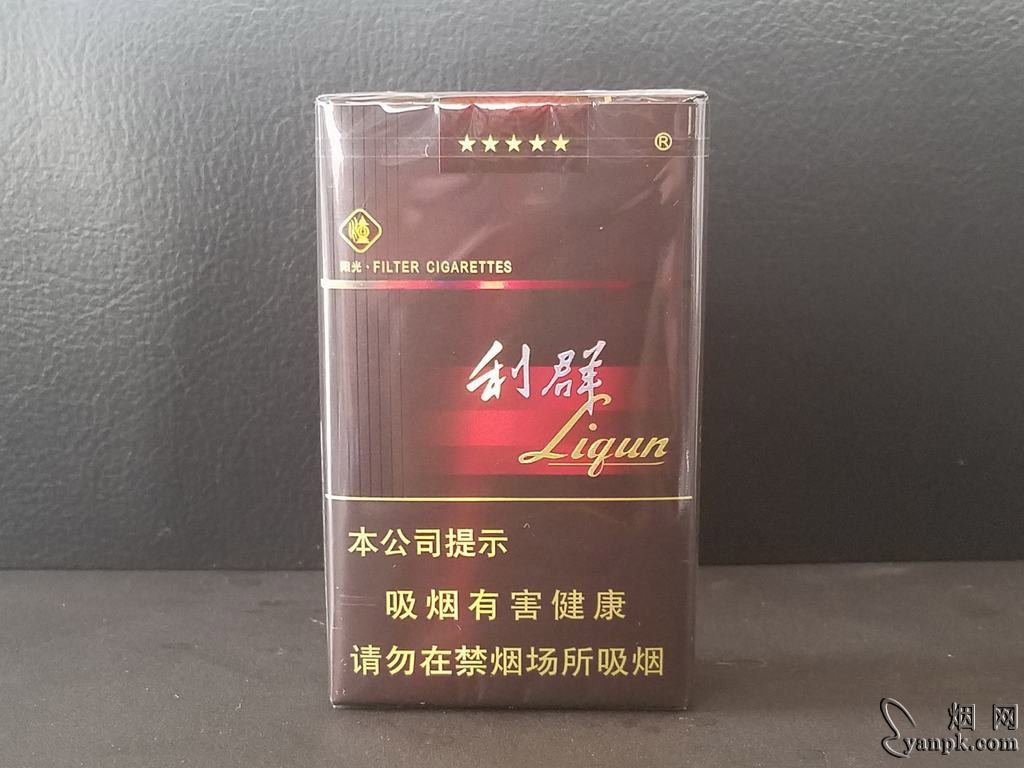 ★★★★★ ®
阳光·FILTER CIGARETTES
利群
Liqun
本公司提示
吸烟有害健康
请勿在禁烟场所吸烟
烟网
yanpk.com